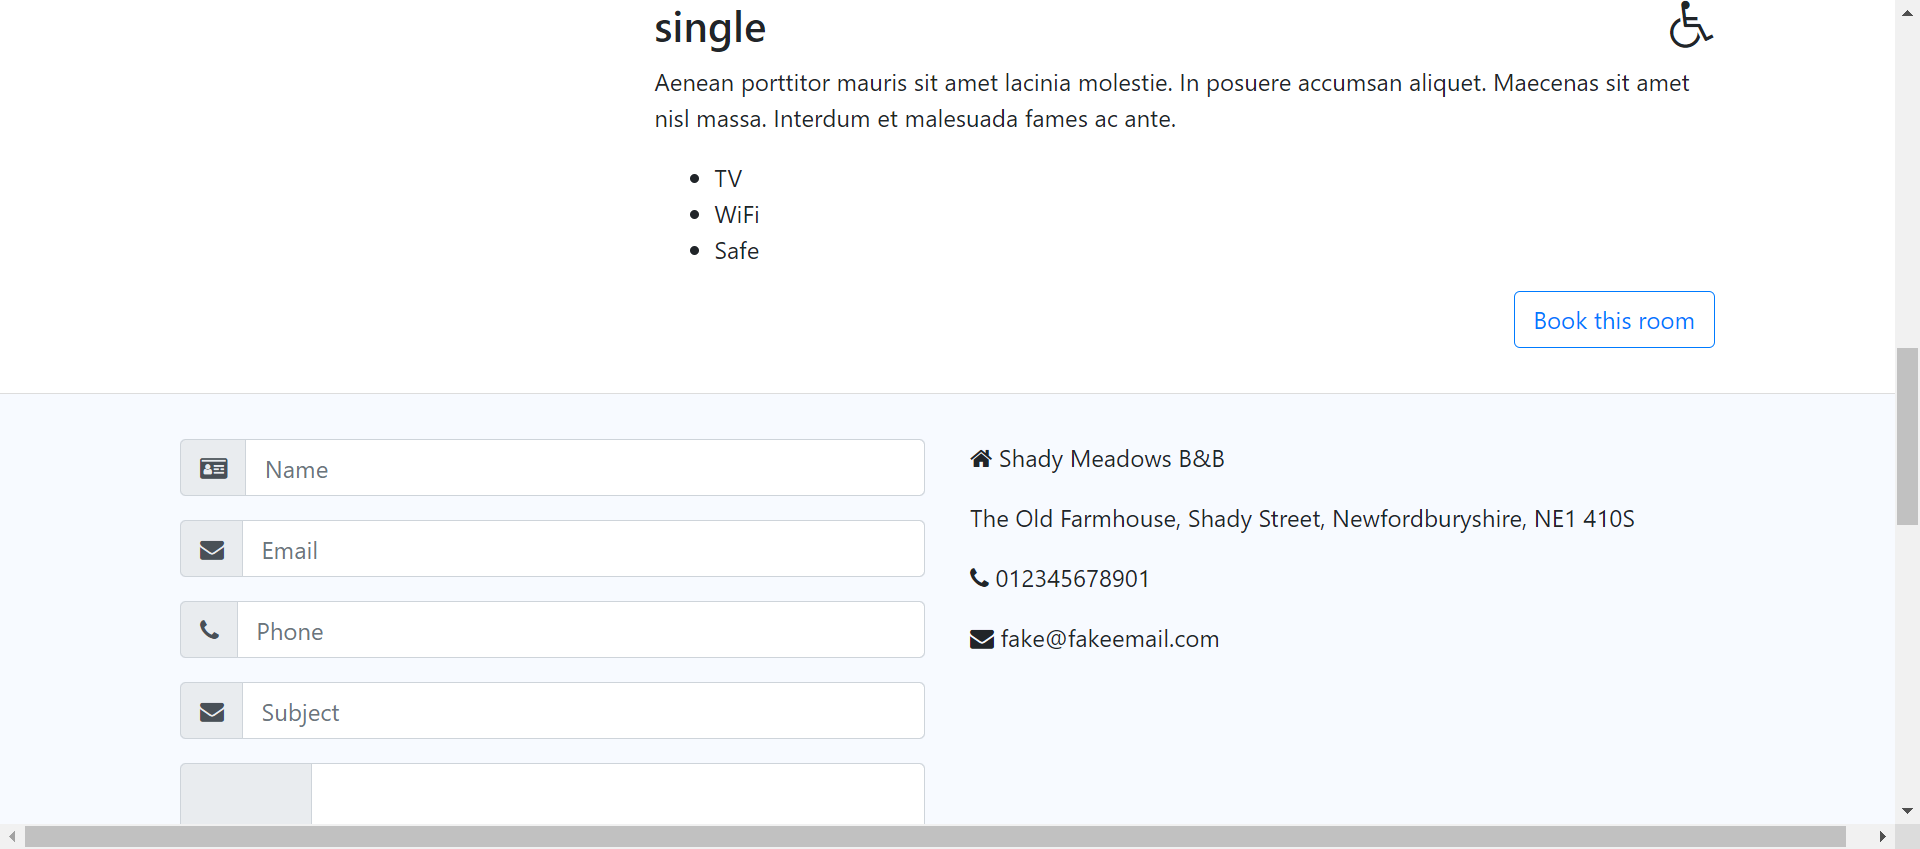 single
Aenean porttitor mauris sit amet lacinia molestie. In posuere accumsan aliquet. Maecenas sit amet
nisl massa. Interdum et malesuada fames ac ante.
TV
WiFi
Safe
Book this room
Name
Email
Phone
Subject
Shady Meadows B&B
The Old Farmhouse, Shady Street, Newfordburyshire, NE1 410S
012345678901
fake@fakeemail.com